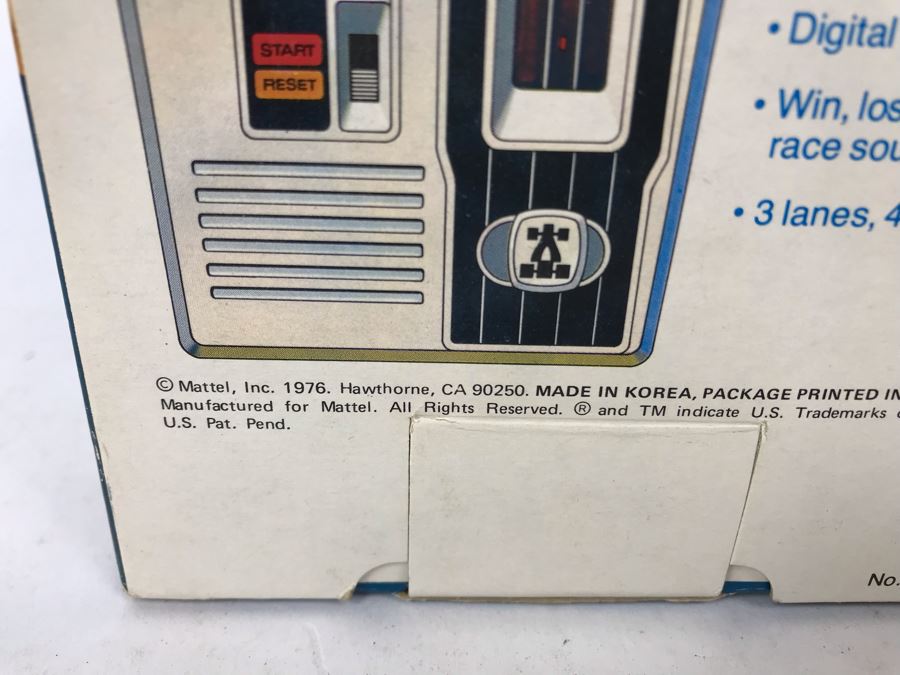 START
RESET
• Digital
• Win, los
race sou
• 3 lanes, 4
© Mattel, Inc. 1976. Hawthorne, CA 90250. MADE IN KOREA, PACKAGE PRINTED IN
Manufactured for Mattel. All Rights Reserved. ® and TM indicate U.S. Trademarks
U.S. Pat. Pend.
No.